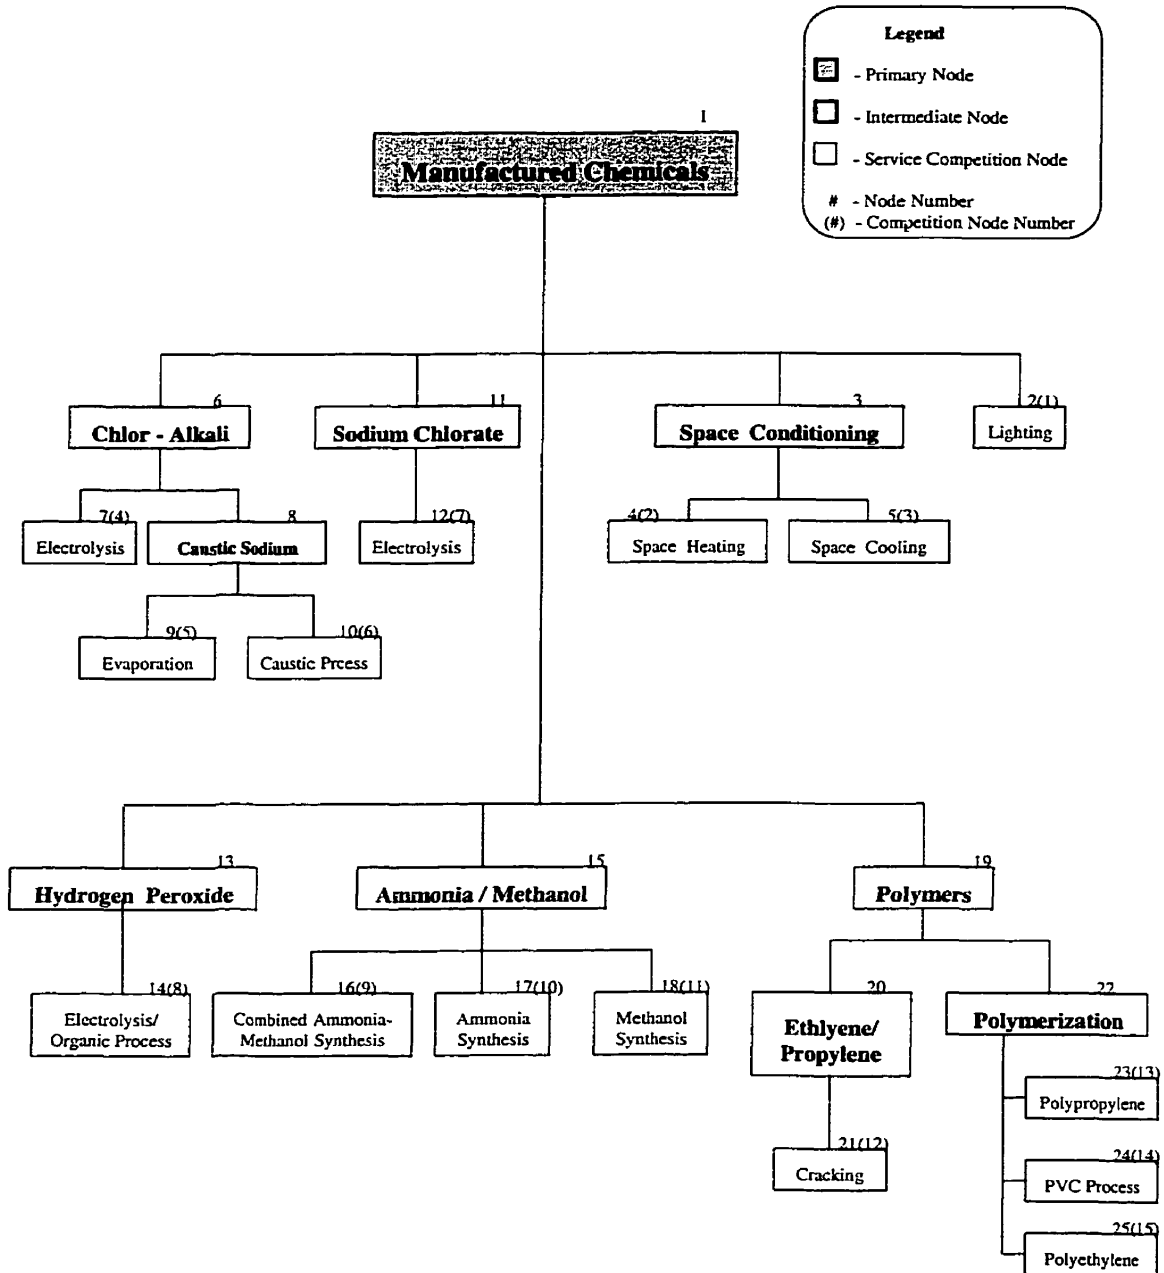 Legend
- Primary Node
- Intermediate Node
- Service Competition Node
# - Node Number
(#) - Competition Node Number
1
Manufactured Chemicals
6
Chlor - Alkali
11
Sodium Chlorate
3
Space Conditioning
2(1)
Lighting
7(4)
Electrolysis
8
Caustic Sodium
12(7)
Electrolysis
4(2)
Space Heating
5(3)
Space Cooling
9(5)
Evaporation
10(6)
Caustic Prcess
13
Hydrogen Peroxide
15
Ammonia / Methanol
19
Polymers
14(8)
Electrolysis/
Organic Process
16(9)
Combined Ammonia-
Methanol Synthesis
17(10)
Ammonia
Synthesis
18(11)
Methanol
Synthesis
20
Ethlyene/
Propylene
22
Polymerization
23(13)
Polypropylene
21(12)
Cracking
24(14)
PVC Process
25(15)
Polyethylene